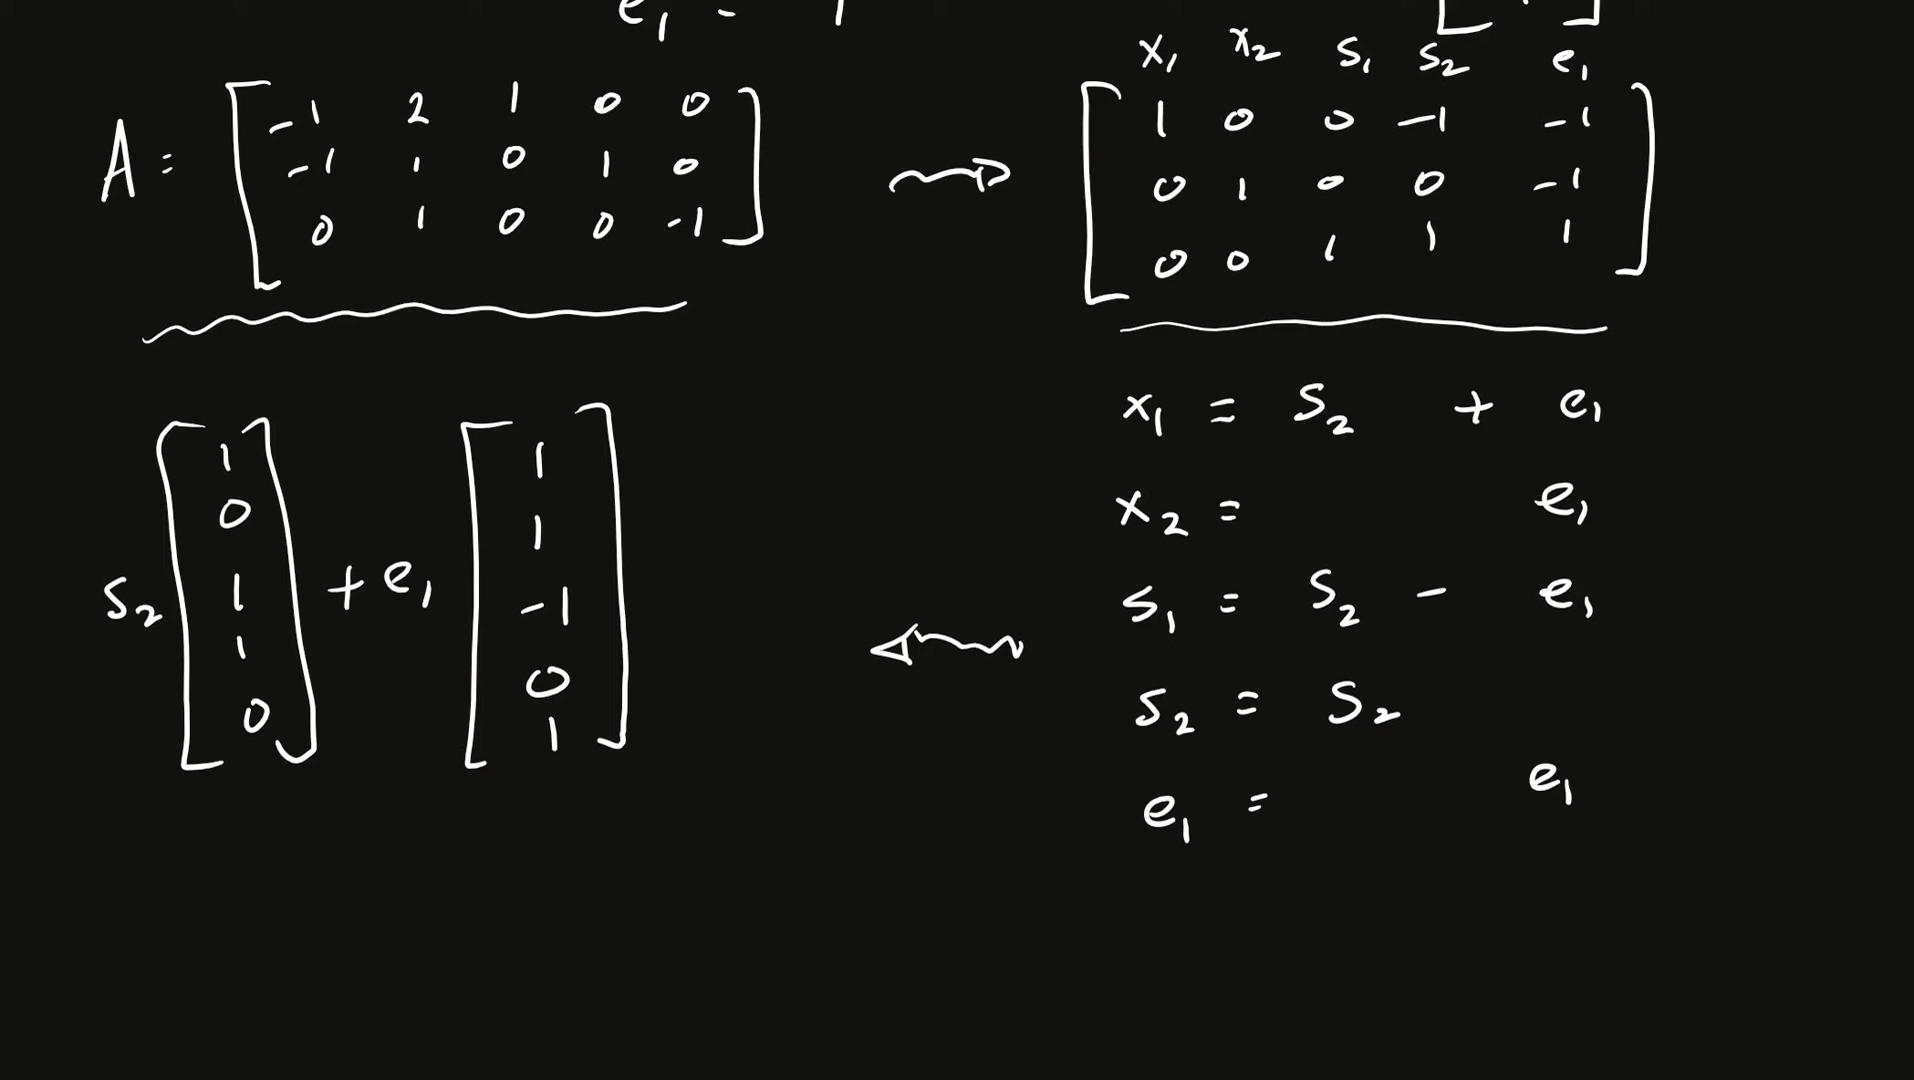 e₁ = 1
A = [ -1 2 1 0 0
-1 1 0 1 0
0 1 0 0 -1 ]
x₁ x₂ s₁ s₂ e₁
[ 1 0 0 -1 -1
0 1 0 0 -1
0 0 1 1 1 ]
x₁ = s₂ + e₁
x₂ = e₁
s₁ = s₂ - e₁
s₂ = s₂
e₁ = e₁
s₂ [ 1 0 1 1 0 ] + e₁ [ 1 1 -1 0 1 ]